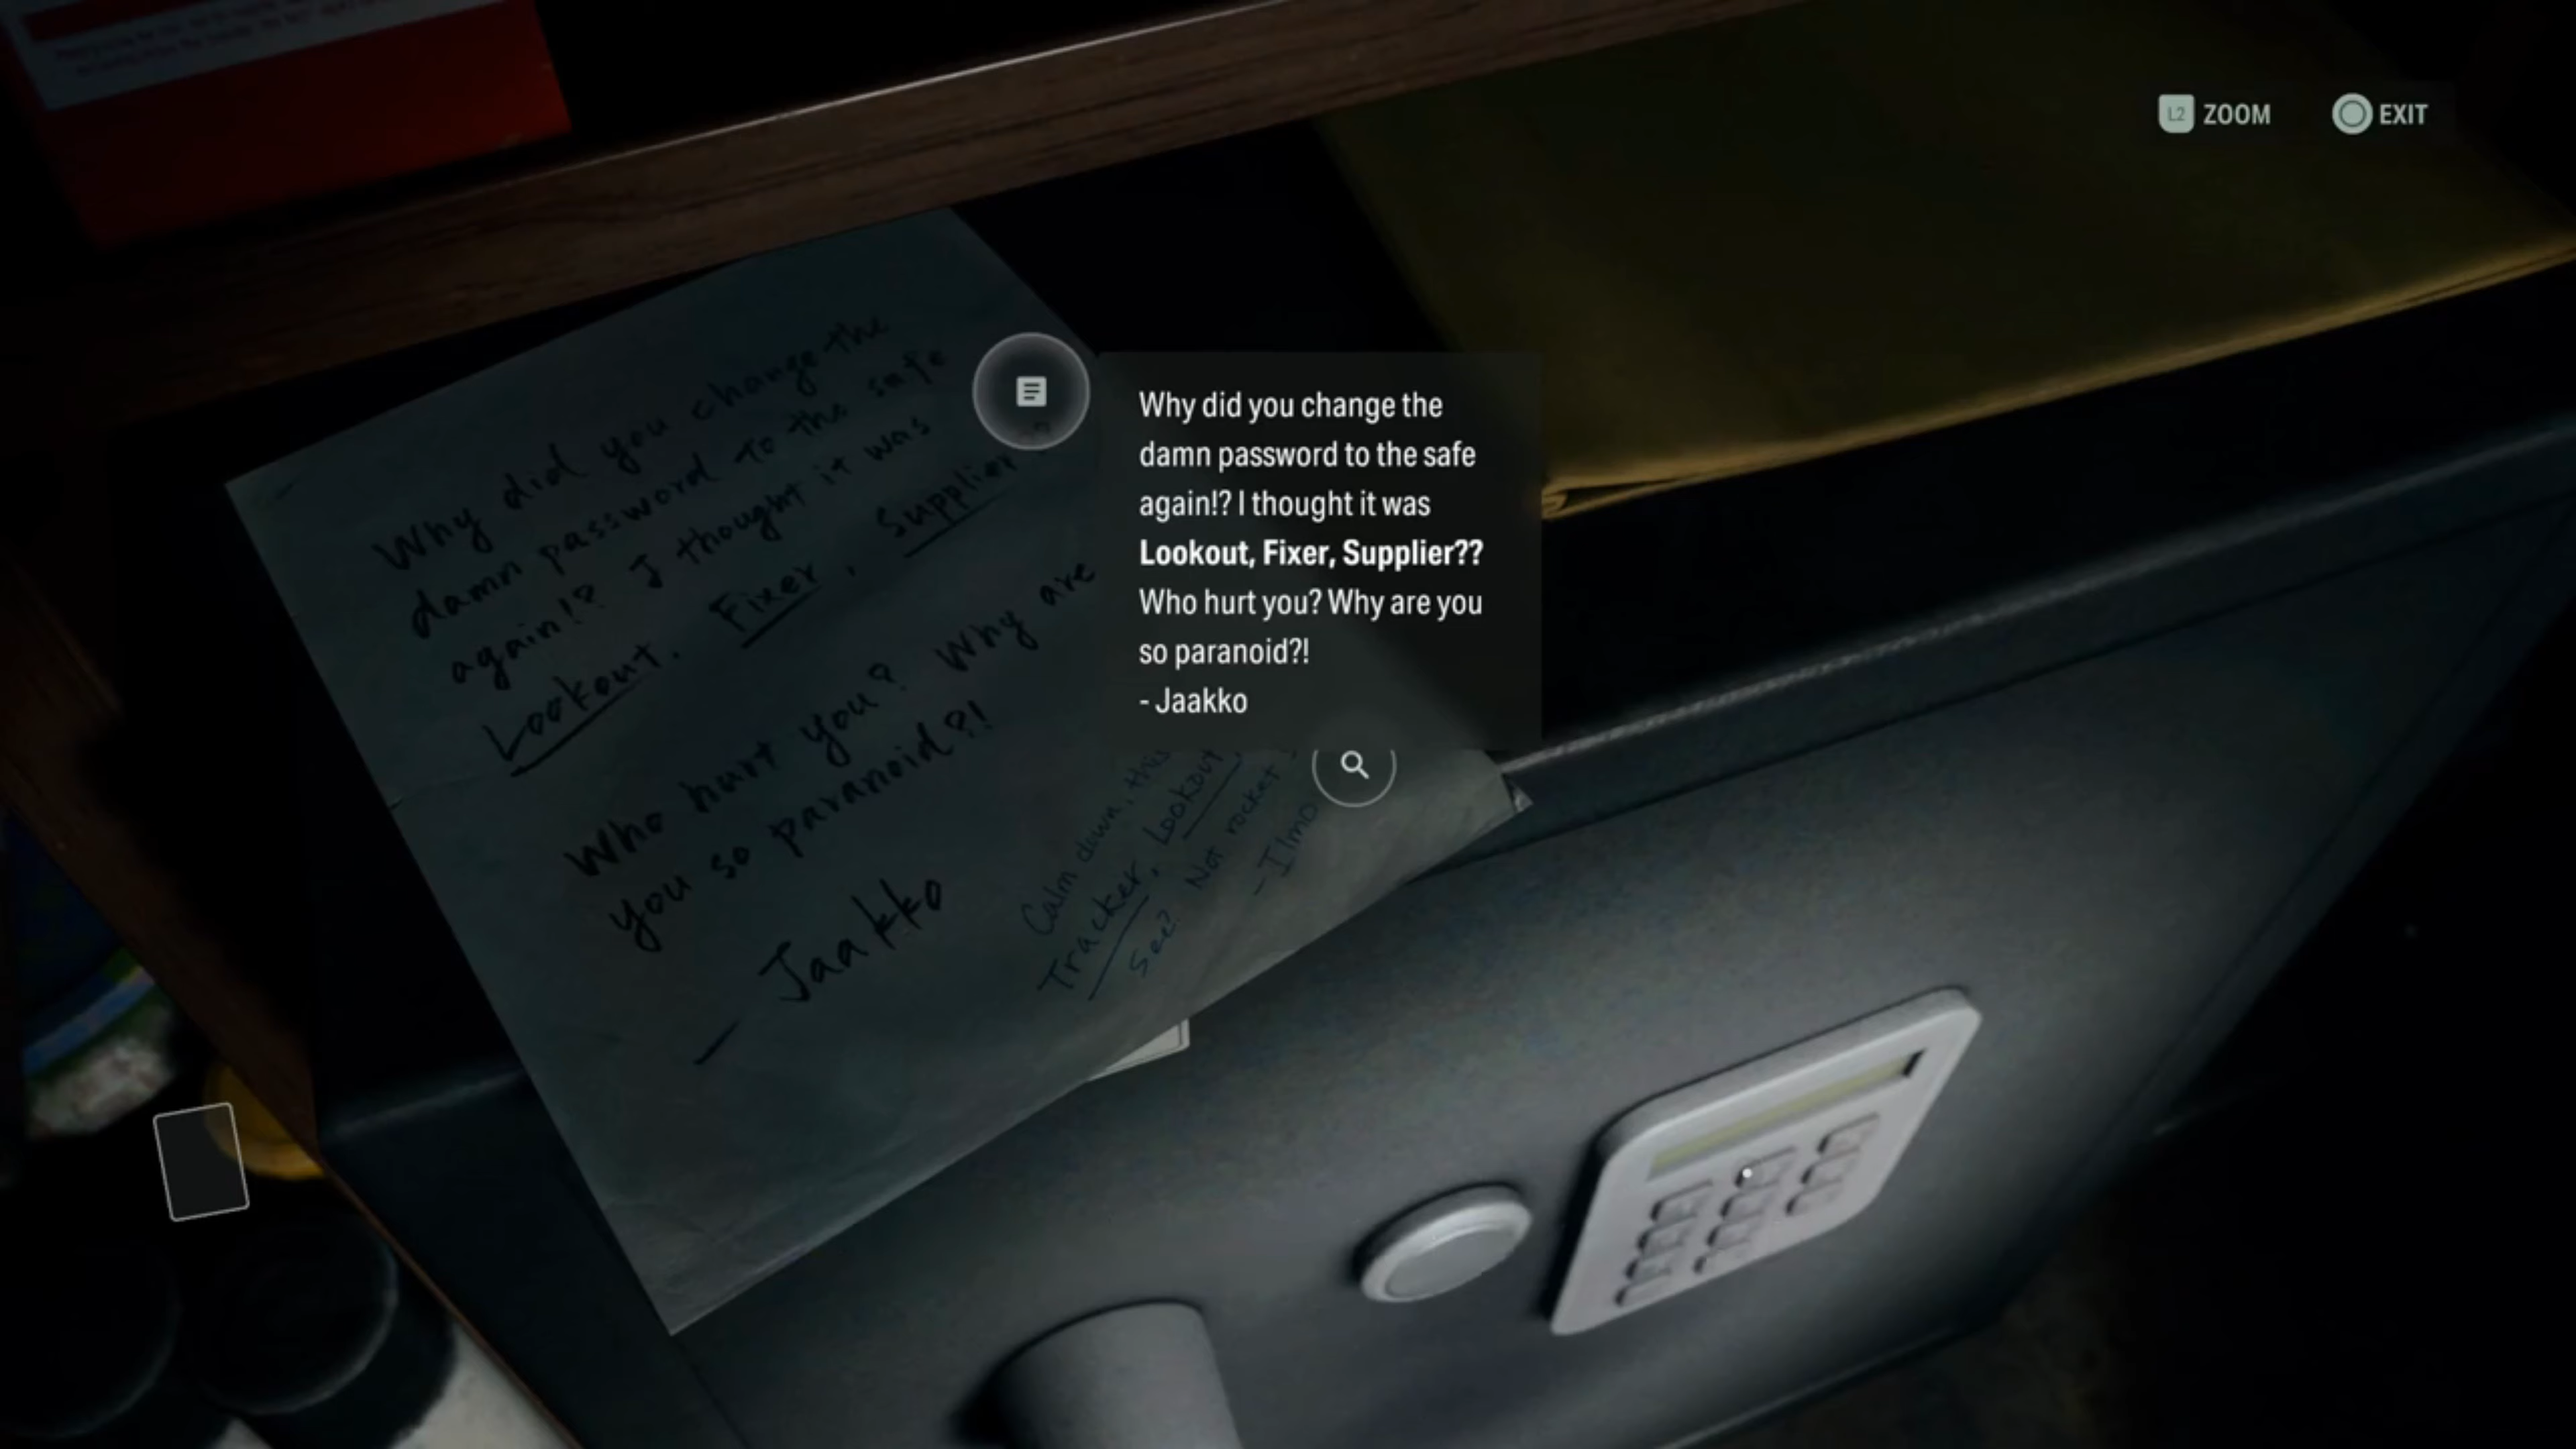 L2 ZOOM
EXIT
Why did you change the
damn password to the safe
again!? I thought it was
Lookout, Fixer, Supplier
Who hurt you? Why are
you so paranoid?!
- Jaakko
Why did you change the
damn password to the safe
again!? I thought it was
Lookout, Fixer, Supplier??
Who hurt you? Why are you
so paranoid?!
- Jaakko
Calm down, this
Tracker, Lookout,
see? Not rocket
- Ilmo